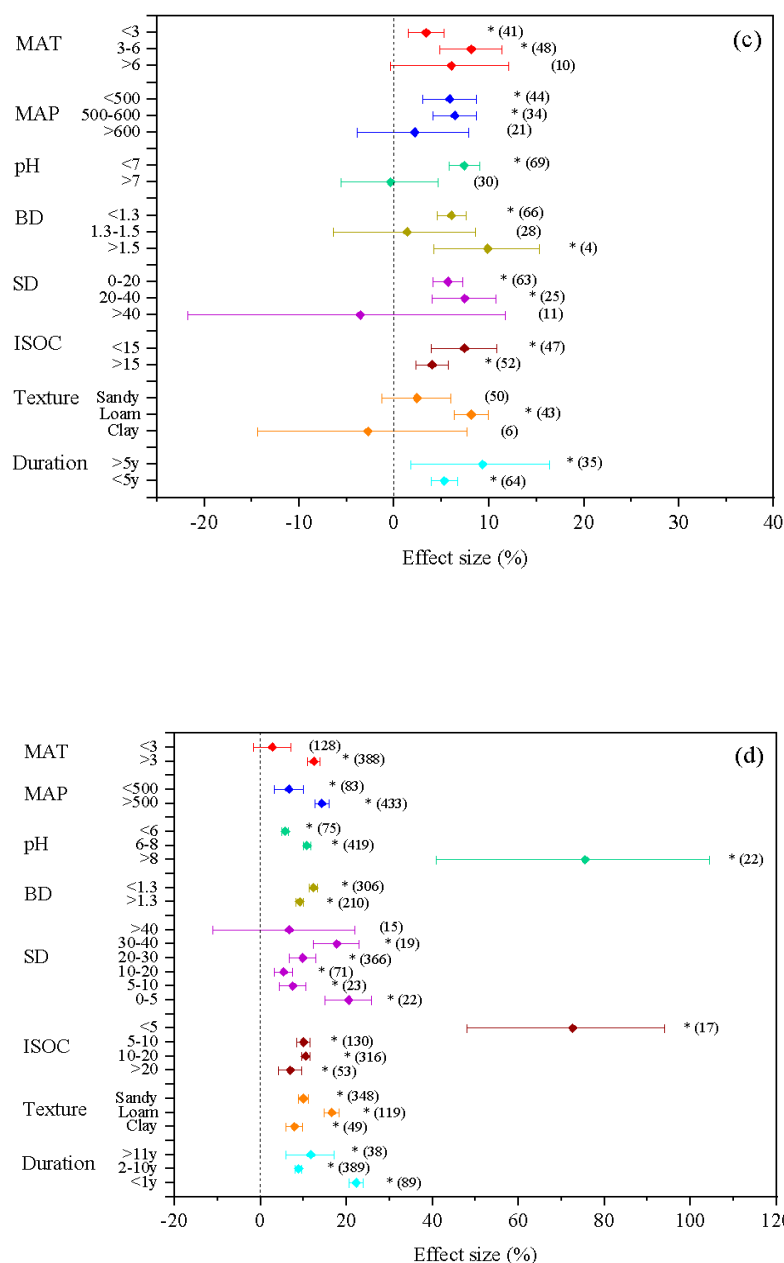 (c)
MAT
<3 * (41)
3-6 * (48)
>6 (10)
MAP
<500 * (44)
500-600 * (34)
>600 (21)
pH
<7 * (69)
>7 (30)
BD
<1.3 * (66)
1.3-1.5 (28)
>1.5 * (4)
SD
0-20 * (63)
20-40 * (25)
>40 (11)
ISOC
<15 * (47)
>15 * (52)
Texture
Sandy (50)
Loam * (43)
Clay (6)
Duration
>5y * (35)
<5y * (64)
-20 -10 0 10 20 30 40
Effect size (%)
(d)
MAT
<3 (128)
>3 * (388)
MAP
<500 * (83)
>500 * (433)
pH
<6 * (75)
6-8 * (419)
>8 * (22)
BD
<1.3 * (306)
>1.3 * (210)
SD
>40 (15)
30-40 * (19)
20-30 * (366)
10-20 * (71)
5-10 * (23)
0-5 * (22)
ISOC
<5 * (17)
5-10 * (130)
10-20 * (316)
>20 * (53)
Texture
Sandy * (348)
Loam * (119)
Clay * (49)
Duration
>11y * (38)
2-10y * (389)
<1y * (89)
-20 0 20 40 60 80 100 120
Effect size (%)